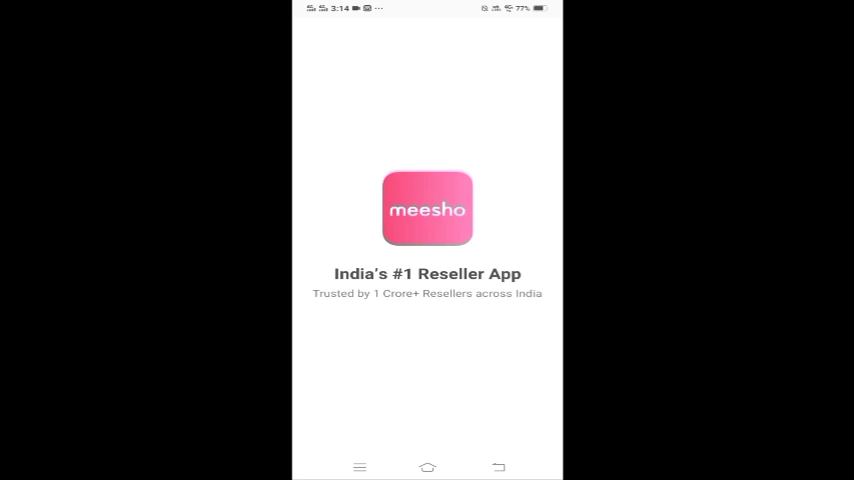 3:14 77%
meesho
India's #1 Reseller App
Trusted by 1 Crore+ Resellers across India